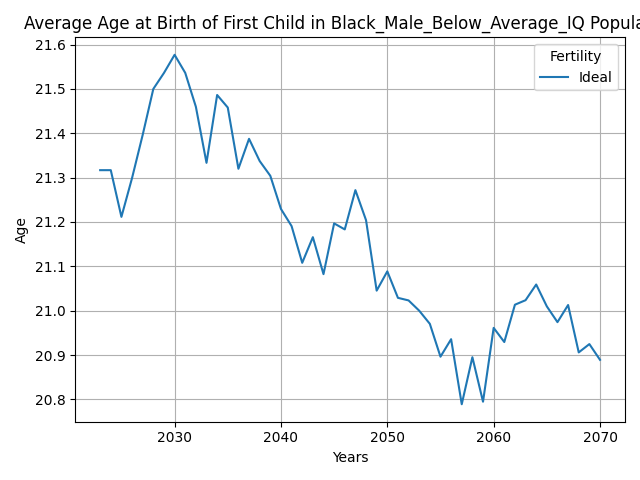 Average Age at Birth of First Child in Black_Male_Below_Average_IQ Popula
21.6
21.5
21.4
21.3
21.2
21.1
21.0
20.9
20.8
Age
Fertility
Ideal
2030 2040 2050 2060 2070
Years